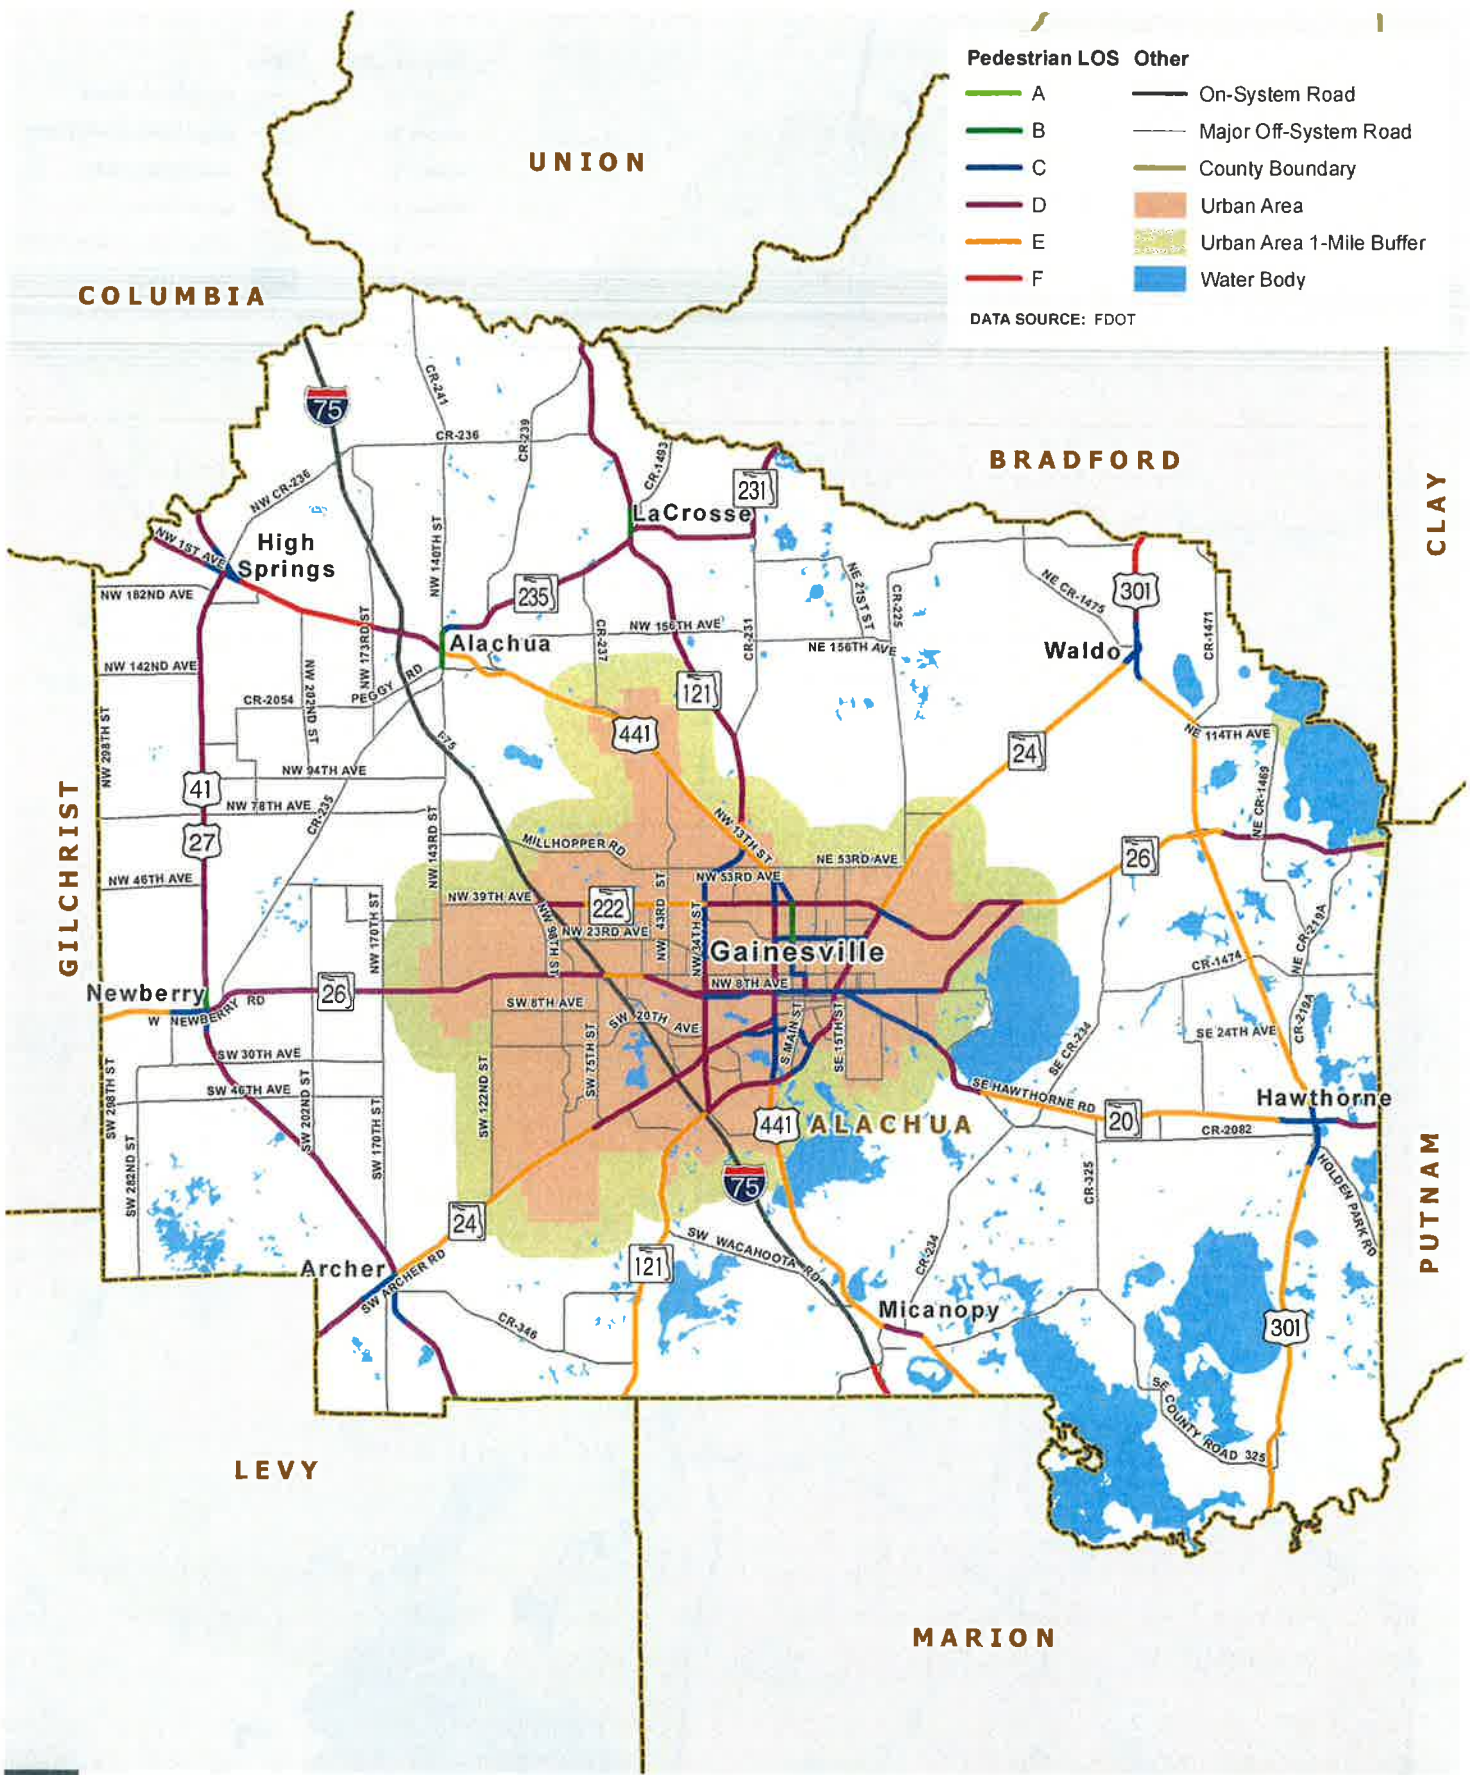 Pedestrian LOS Other
A On-System Road
B Major Off-System Road
C County Boundary
D Urban Area
E Urban Area 1-Mile Buffer
F Water Body
DATA SOURCE: FDOT
UNION
COLUMBIA
BRADFORD
CLAY
GILCHRIST
PUTNAM
LEVY
MARION
ALACHUA
75
CR-241
CR-236
CR-239
CR-1493
NW CR-236
231
LaCrosse
NW 1ST AVE
High
Springs
NW 140TH ST
NW 182ND AVE
235
NE 21ST ST
CR-225
NE CR-1475
301
CR-1471
NW 173RD ST
Alachua
CR-237
NW 156TH AVE
CR-231
NE 156TH AVE
Waldo
NW 142ND AVE
NW 202ND ST
PEGGY RD
CR-2054
121
NW 298TH ST
I-75
441
24
NE 114TH AVE
NW 94TH AVE
41
NW 78TH AVE
CR-235
27
NW 143RD ST
MILLHOPPER RD
NW 13TH ST
NE 53RD AVE
NE CR-1469
26
NW 46TH AVE
NW 39TH AVE
NW 53RD AVE
222
NW 170TH ST
NW 98TH ST
NW 23RD AVE
NW 43RD ST
NW 34TH ST
Gainesville
NE CR-219A
CR-1474
NW 8TH AVE
Newberry
26
W NEWBERRY RD
SW 8TH AVE
SW 20TH AVE
S MAIN ST
SE 15TH ST
CR-219A
SE 24TH AVE
SE CR-234
SW 30TH AVE
SW 75TH ST
SW 46TH AVE
SW 298TH ST
SW 202ND ST
SW 122ND ST
SE HAWTHORNE RD
Hawthorne
20
CR-2082
441
SW 170TH ST
SW 282ND ST
75
CR-325
HOLDEN PARK RD
24
SW WACAHOOTA RD
CR-234
121
Archer
SW ARCHER RD
Micanopy
CR-346
301
SE COUNTY ROAD 325